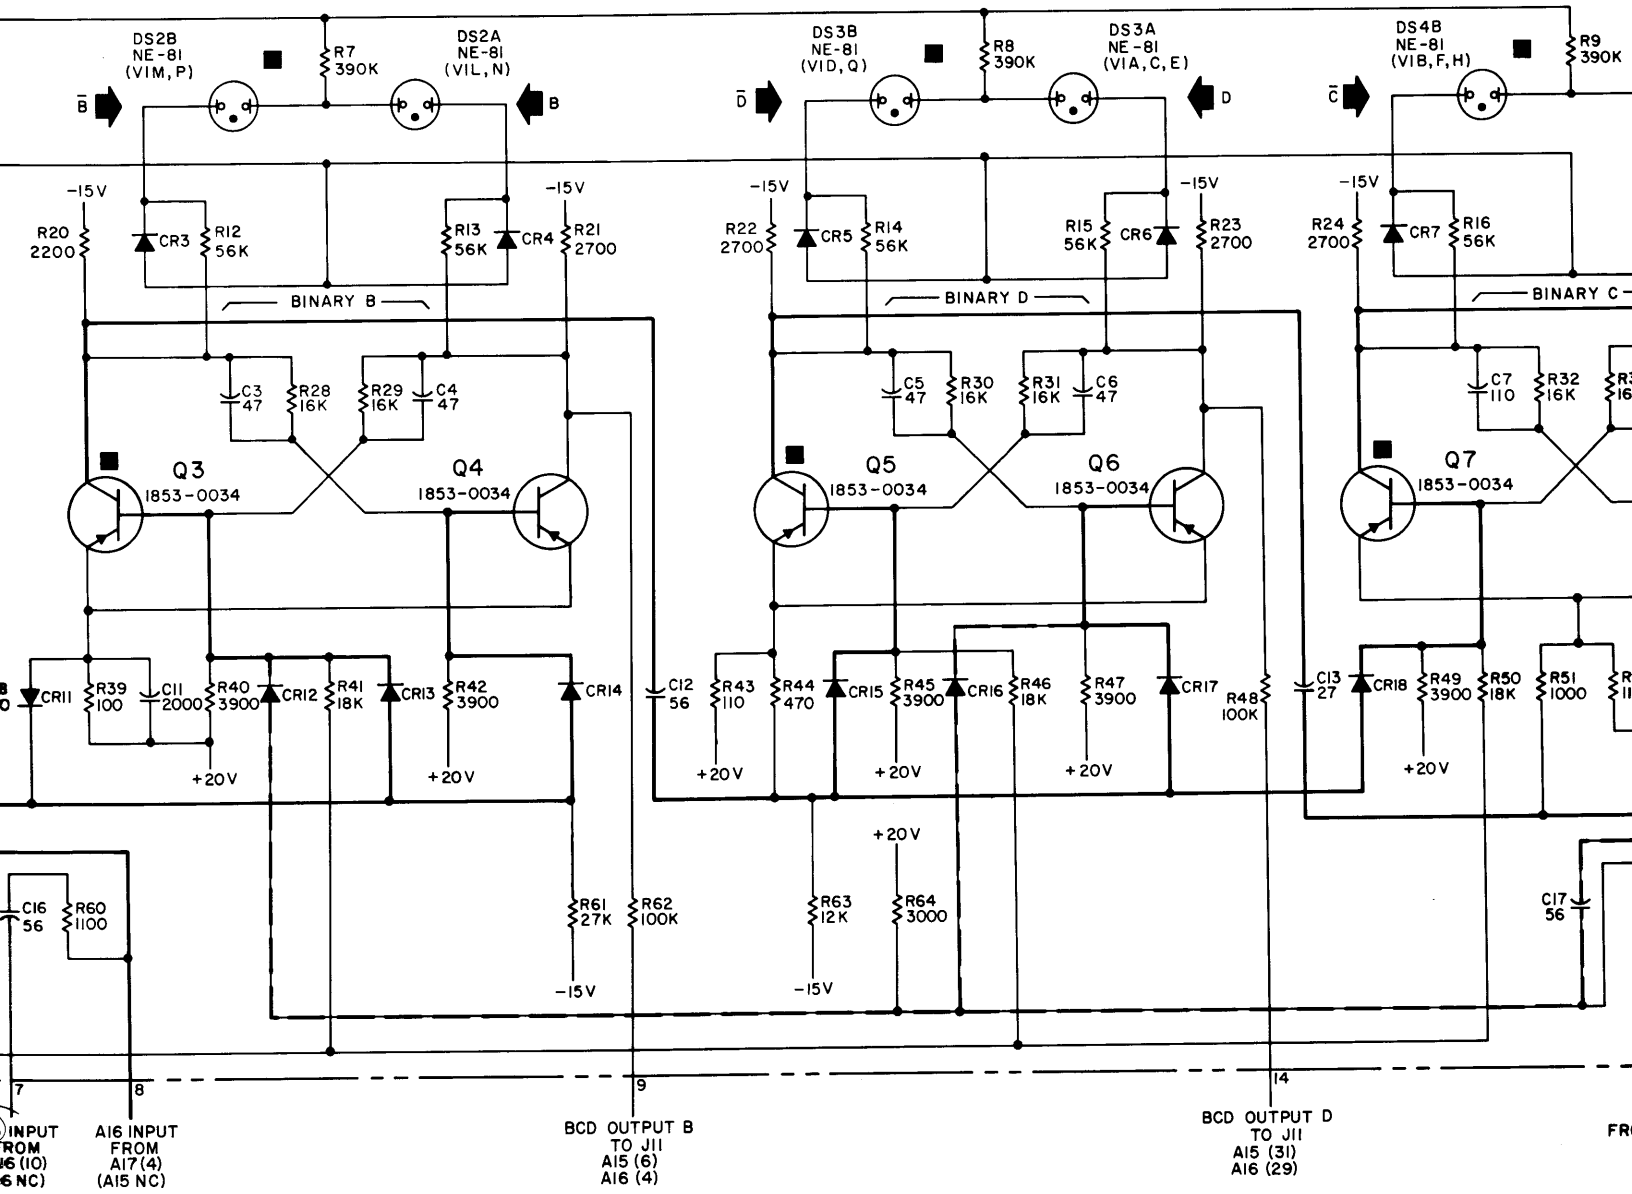 DS2B
NE-81
(VIM, P)
R7
390K
DS2A
NE-81
(VIL, N)
DS3B
NE-81
(VID, Q)
R8
390K
DS3A
NE-81
(VIA, C, E)
DS4B
NE-81
(VIB, F, H)
R9
390K
B̅
B
D̅
D
C̅
-15V
-15V
-15V
-15V
-15V
R20
2200
CR3
R12
56K
R13
56K
CR4
R21
2700
R22
2700
CR5
R14
56K
R15
56K
CR6
R23
2700
R24
2700
CR7
R16
56K
BINARY B
BINARY D
BINARY C
C3
47
R28
16K
R29
16K
C4
47
C5
47
R30
16K
R31
16K
C6
47
C7
110
R32
16K
Q3
1853-0034
Q4
1853-0034
Q5
1853-0034
Q6
1853-0034
Q7
1853-0034
CR11
R39
100
C11
2000
R40
3900
CR12
R41
18K
CR13
R42
3900
CR14
C12
56
R43
110
R44
470
CR15
R45
3900
CR16
R46
18K
R47
3900
CR17
R48
100K
C13
27
CR18
R49
3900
R50
18K
R51
1000
+20V
+20V
+20V
+20V
+20V
+20V
+20V
C16
56
R60
1100
R61
27K
R62
100K
R63
12K
R64
3000
C17
56
-15V
-15V
7
8
9
14
INPUT
ROM
6 (10)
6 NC)
A16 INPUT
FROM
A17 (4)
(A15 NC)
BCD OUTPUT B
TO J11
A15 (6)
A16 (4)
BCD OUTPUT D
TO J11
A15 (31)
A16 (29)